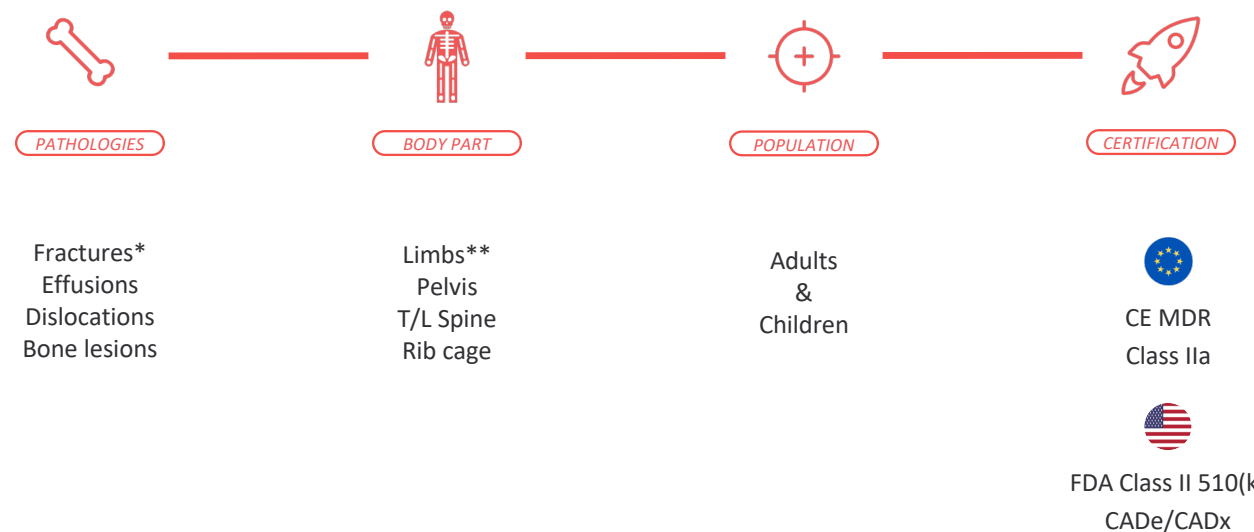 PATHOLOGIES
BODY PART
POPULATION
CERTIFICATION
Fractures*
Effusions
Dislocations
Bone lesions
Limbs**
Pelvis
T/L Spine
Rib cage
Adults
&
Children
CE MDR
Class IIa
FDA Class II 510(k
CADe/CADx